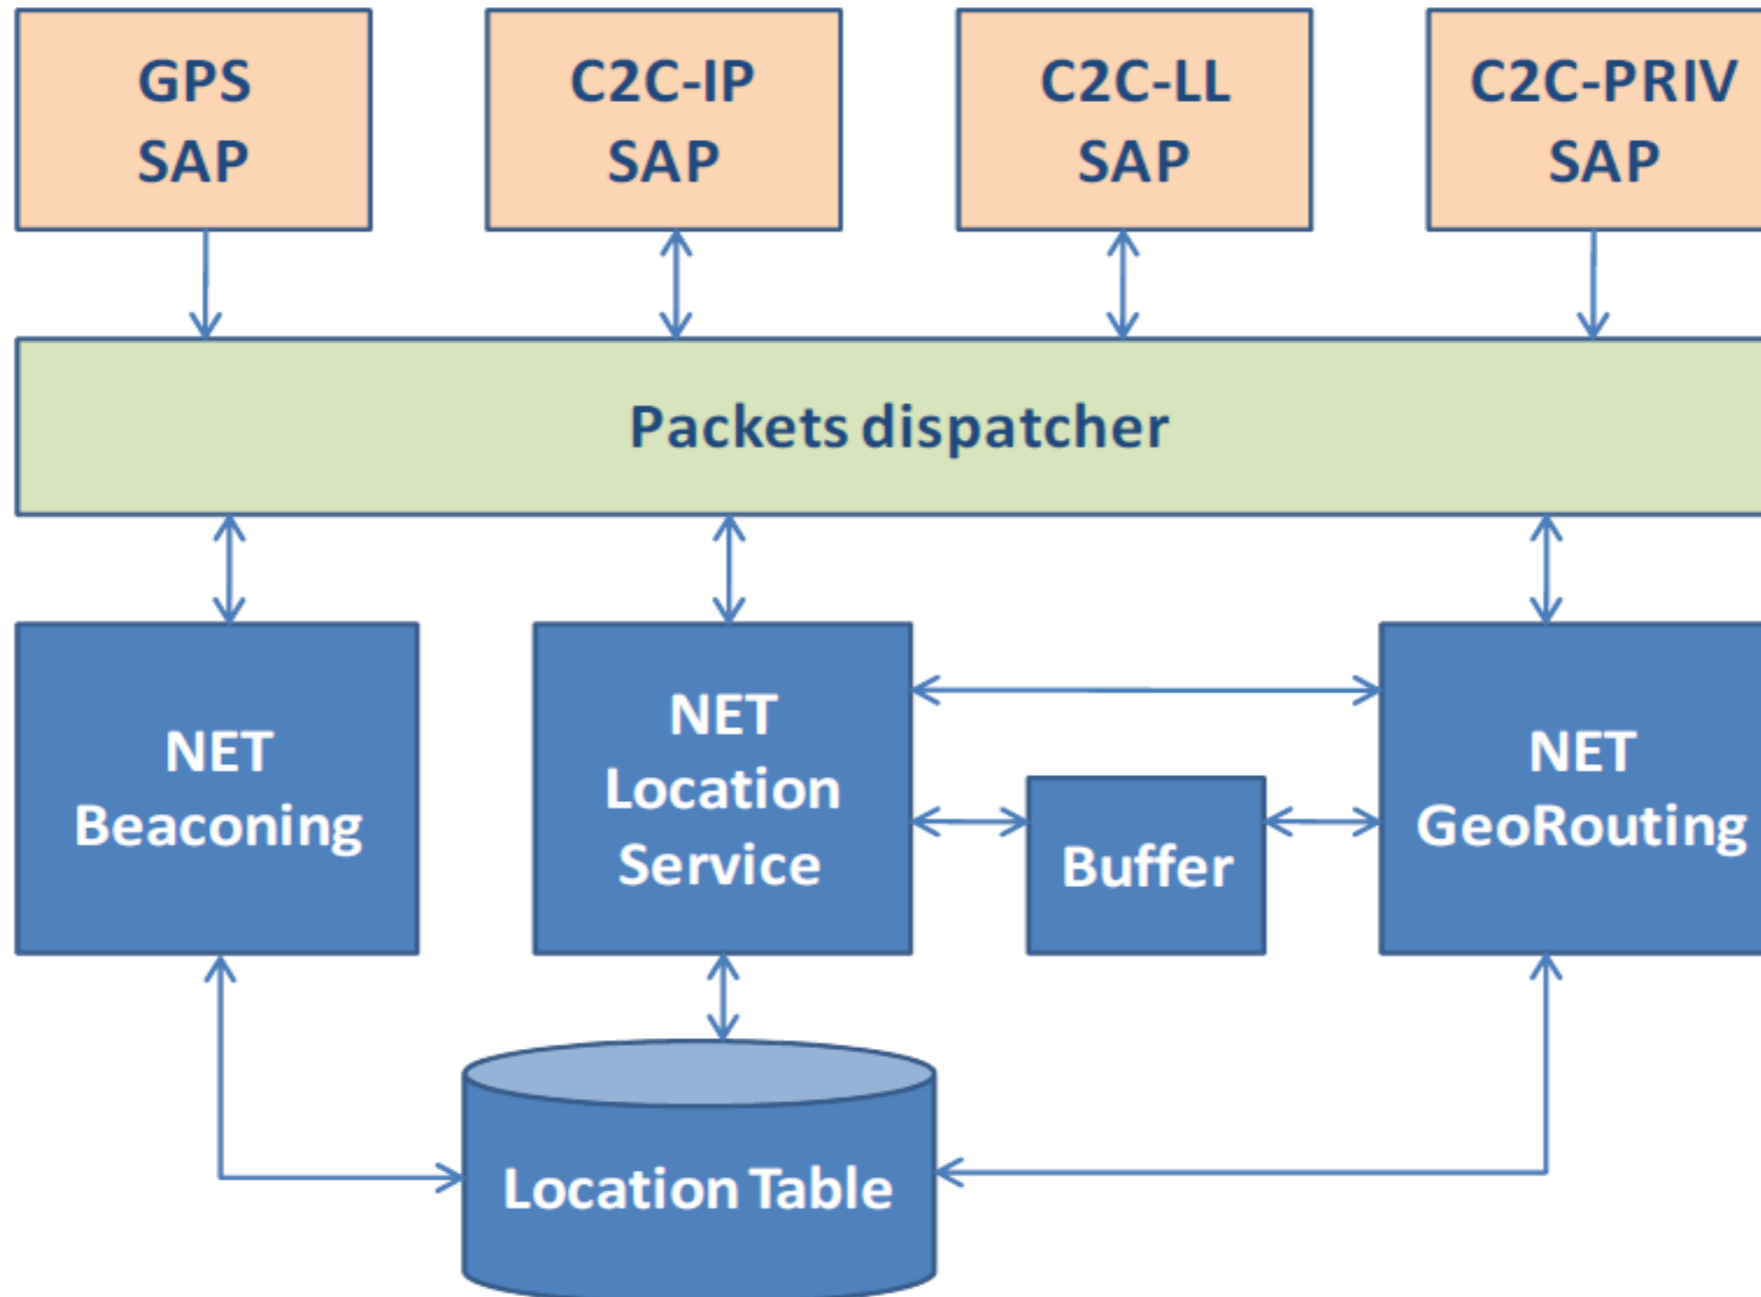 GPS
SAP
C2C-IP
SAP
C2C-LL
SAP
C2C-PRIV
SAP
Packets dispatcher
NET
Beaconing
NET
Location
Service
Buffer
NET
GeoRouting
Location Table